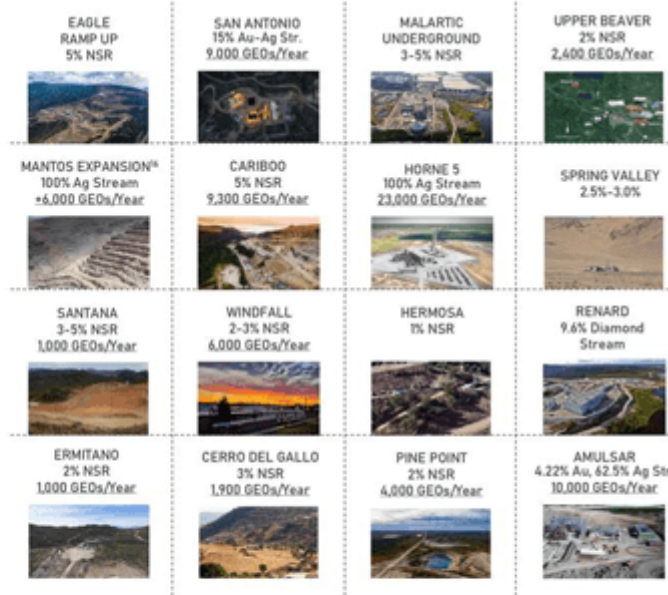 EAGLE
RAMP UP
5% NSR
SAN ANTONIO
15% Au-Ag Str.
9,000 GEOs/Year
MALARTIC
UNDERGROUND
3-5% NSR
UPPER BEAVER
2% NSR
2,400 GEOs/Year
MANTOS EXPANSION
100% Ag Stream
+6,000 GEOs/Year
CARIBOO
5% NSR
9,300 GEOs/Year
HORNE 5
100% Ag Stream
23,000 GEOs/Year
SPRING VALLEY
2.5%-3.0%
SANTANA
3-5% NSR
1,000 GEOs/Year
WINDFALL
2-3% NSR
6,000 GEOs/Year
HERMOSA
1% NSR
RENARD
9.6% Diamond
Stream
ERMITANO
2% NSR
1,000 GEOs/Year
CERRO DEL GALLO
3% NSR
1,900 GEOs/Year
PINE POINT
2% NSR
4,000 GEOs/Year
AMULSAR
4.22% Au, 62.5% Ag Str
10,000 GEOs/Year